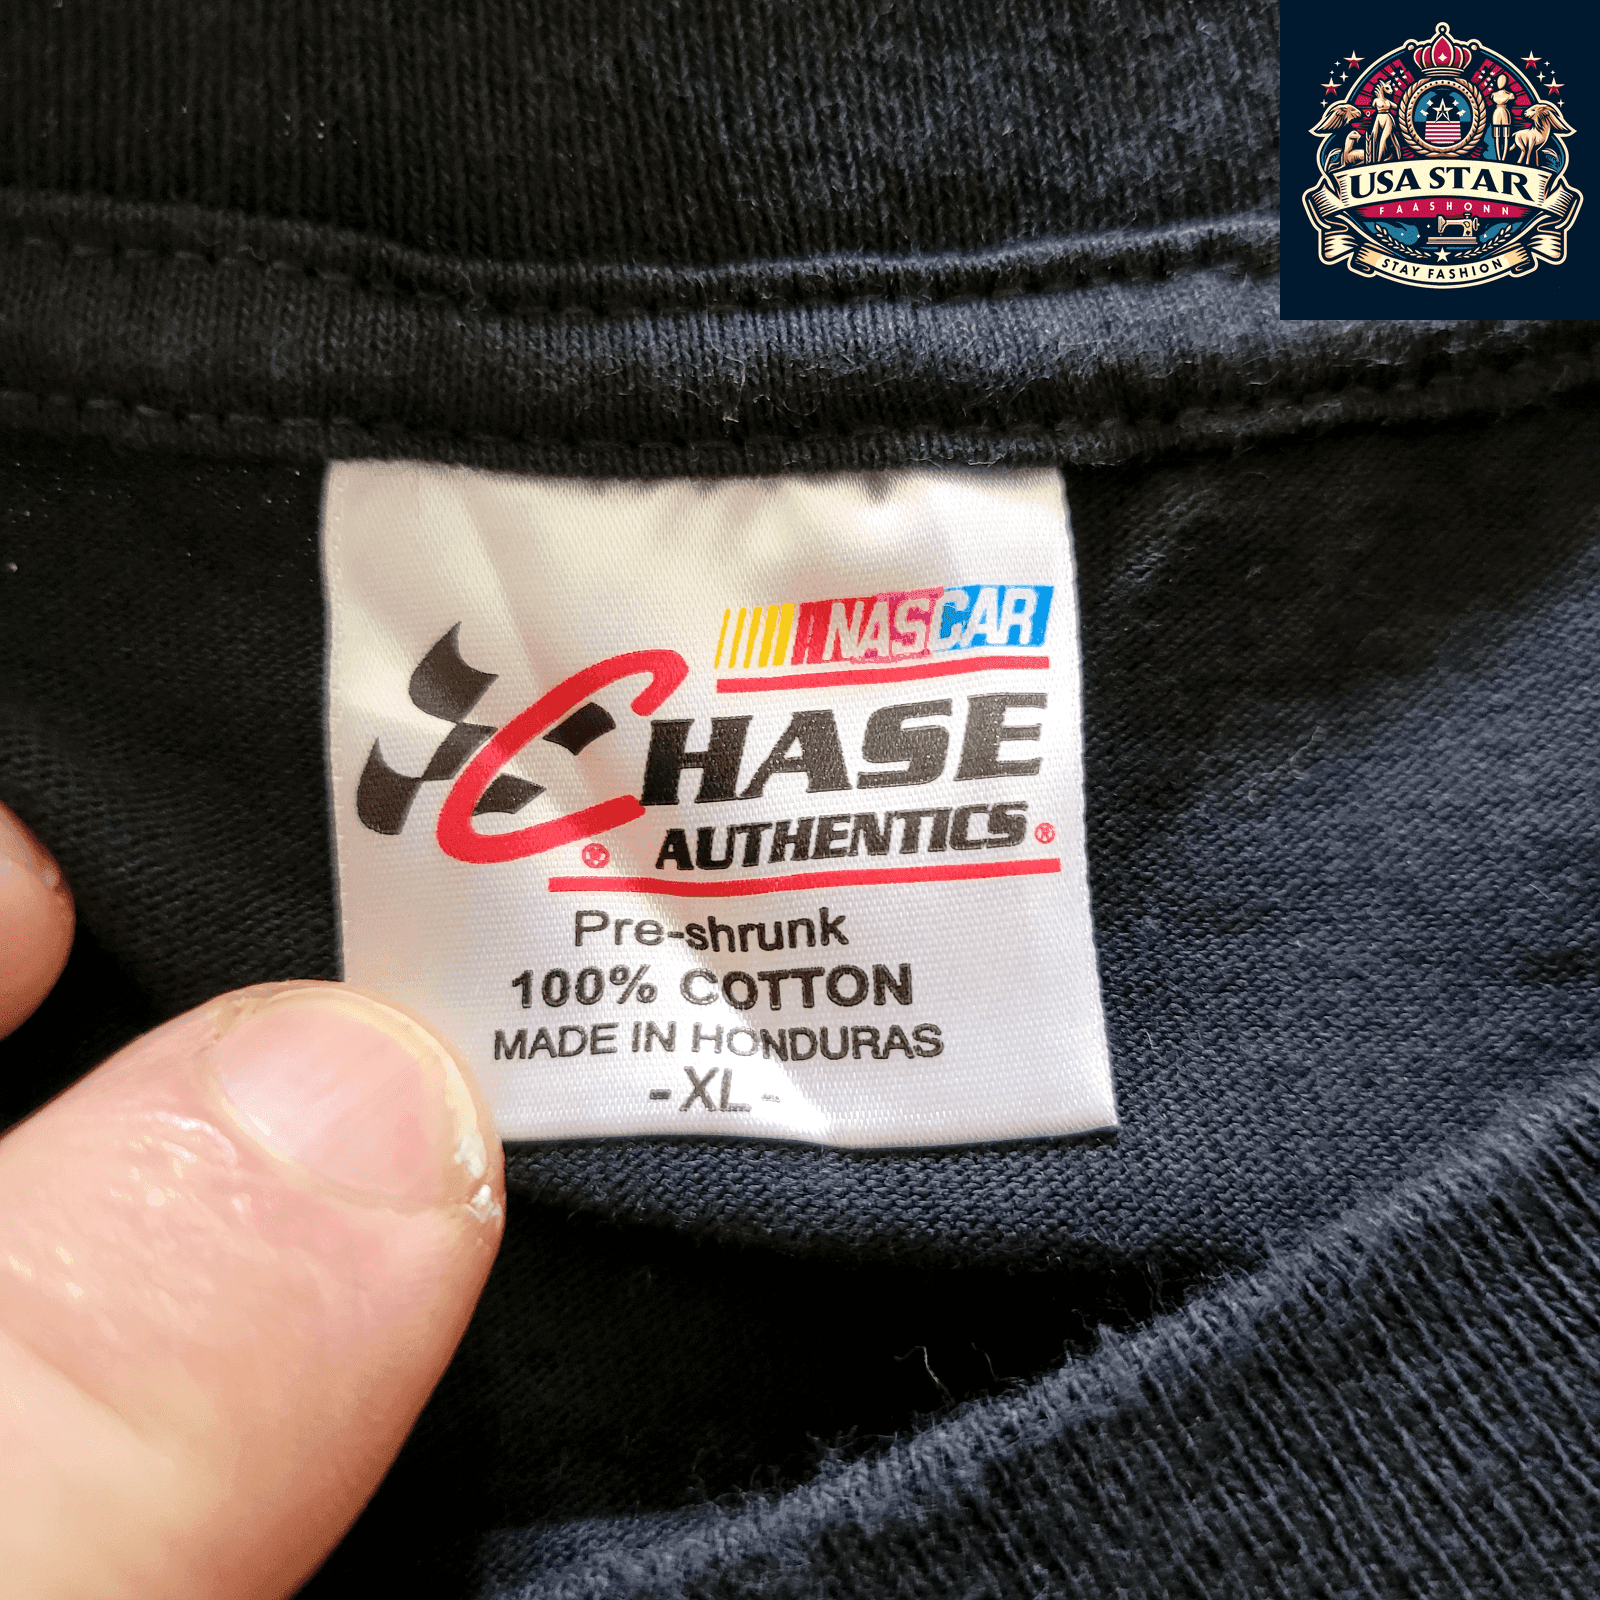 USA STAR
FAASHONN
STAY FASHION
NASCAR
CHASE
AUTHENTICS®
®
Pre-shrunk
100% COTTON
MADE IN HONDURAS
- XL -